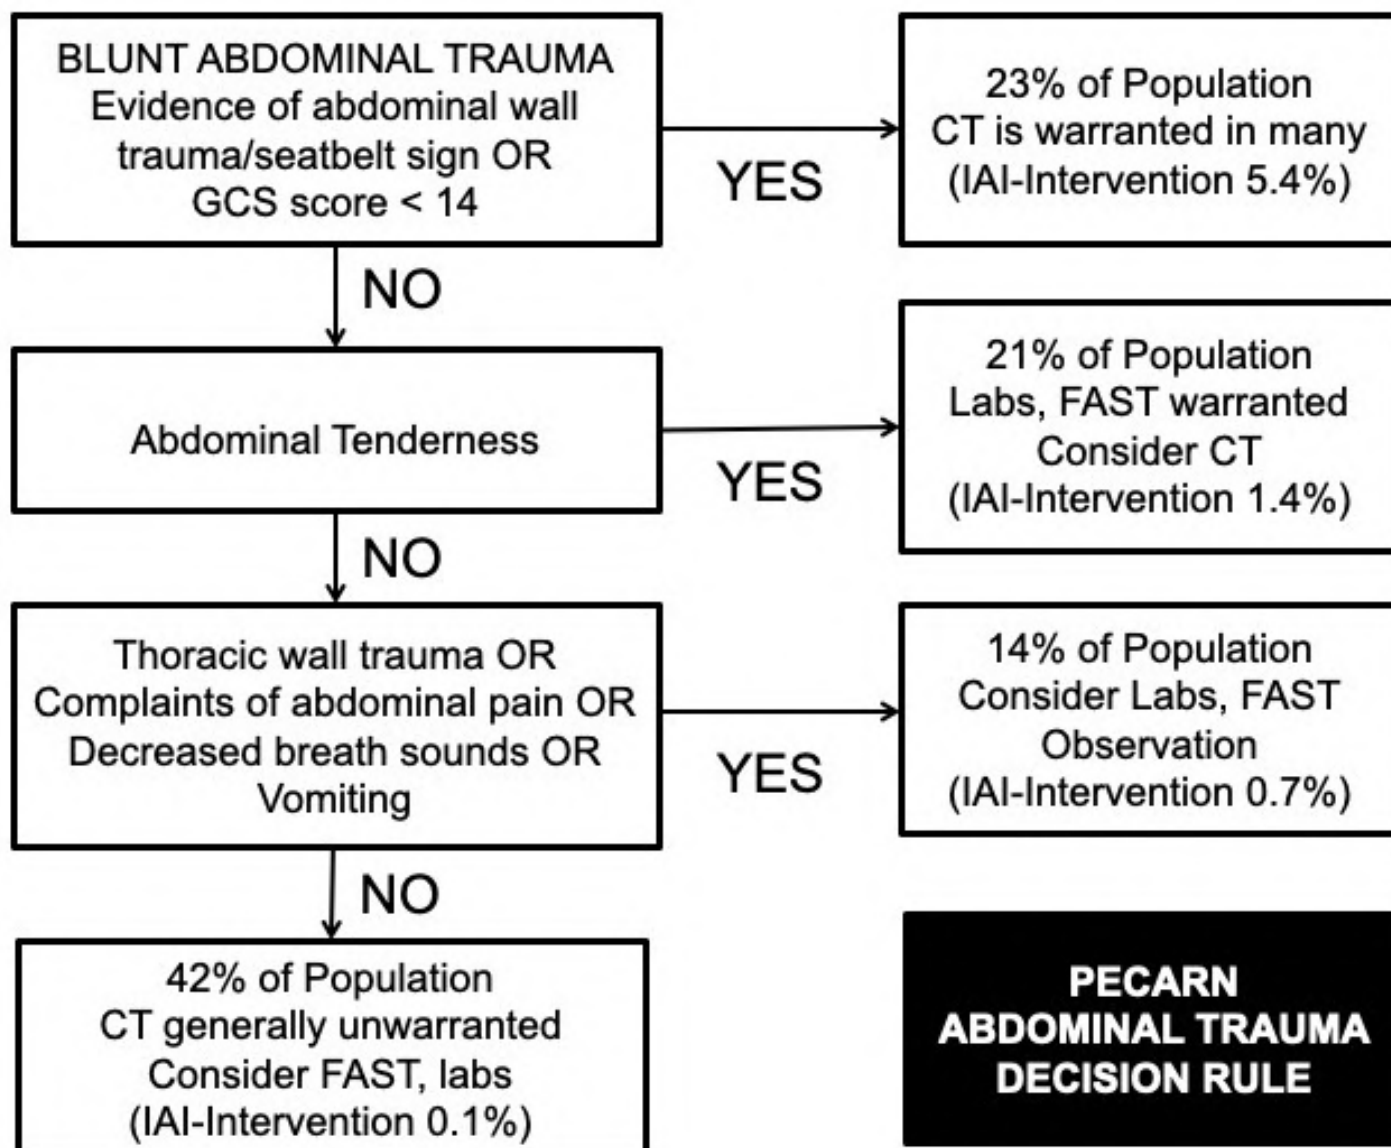 BLUNT ABDOMINAL TRAUMA
Evidence of abdominal wall
trauma/seatbelt sign OR
GCS score < 14
YES
23% of Population
CT is warranted in many
(IAI-Intervention 5.4%)
NO
Abdominal Tenderness
YES
21% of Population
Labs, FAST warranted
Consider CT
(IAI-Intervention 1.4%)
NO
Thoracic wall trauma OR
Complaints of abdominal pain OR
Decreased breath sounds OR
Vomiting
YES
14% of Population
Consider Labs, FAST
Observation
(IAI-Intervention 0.7%)
NO
42% of Population
CT generally unwarranted
Consider FAST, labs
(IAI-Intervention 0.1%)
PECARN
ABDOMINAL TRAUMA
DECISION RULE